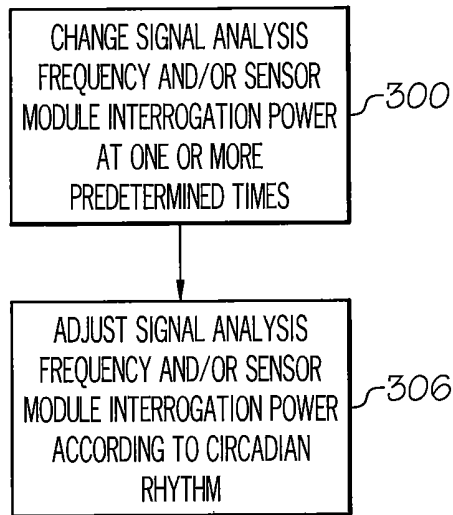 CHANGE SIGNAL ANALYSIS
FREQUENCY AND/OR SENSOR
MODULE INTERROGATION POWER
AT ONE OR MORE
PREDETERMINED TIMES
300
ADJUST SIGNAL ANALYSIS
FREQUENCY AND/OR SENSOR
MODULE INTERROGATION POWER
ACCORDING TO CIRCADIAN
RHYTHM
306